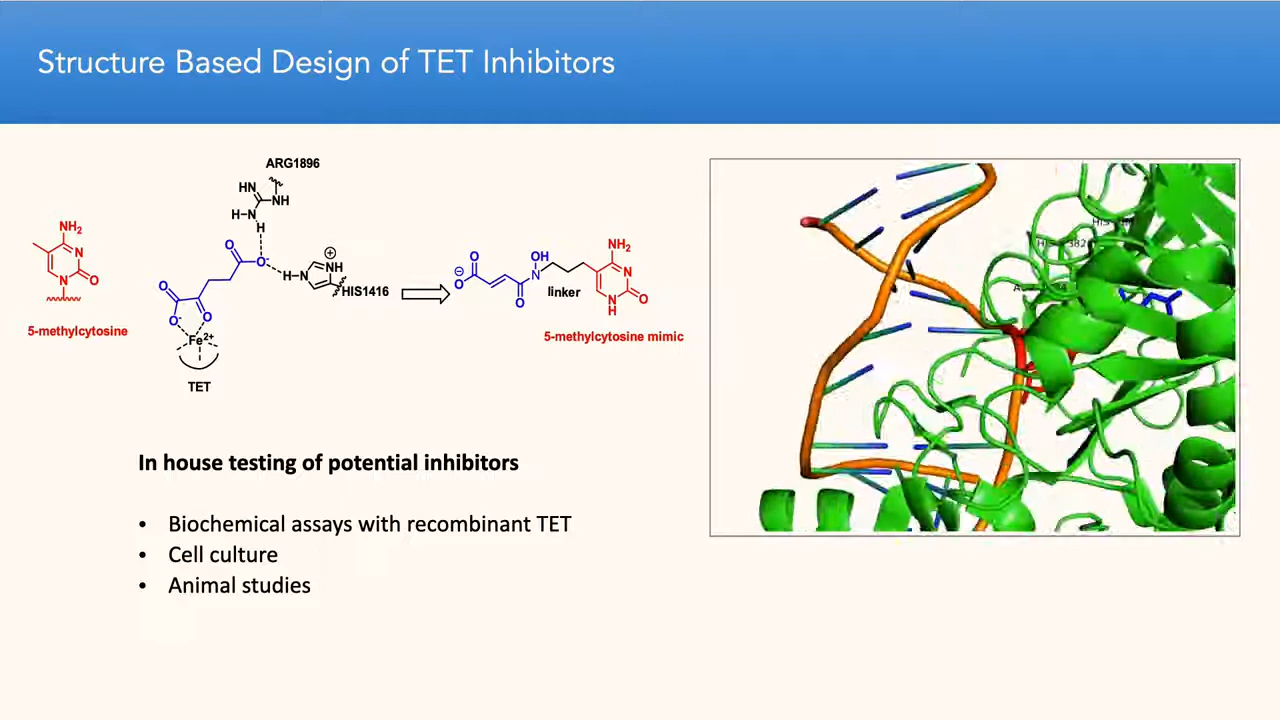 Structure Based Design of TET Inhibitors
ARG1896
HN
NH
H-N
H
NH2
N
N
O
5-methylcytosine
O
O-
H-N
NH
HIS1416
O
O-
O
Fe2+
TET
O
O
OH
N
O
linker
NH2
N
N
H
O
5-methylcytosine mimic
In house testing of potential inhibitors
• Biochemical assays with recombinant TET
• Cell culture
• Animal studies